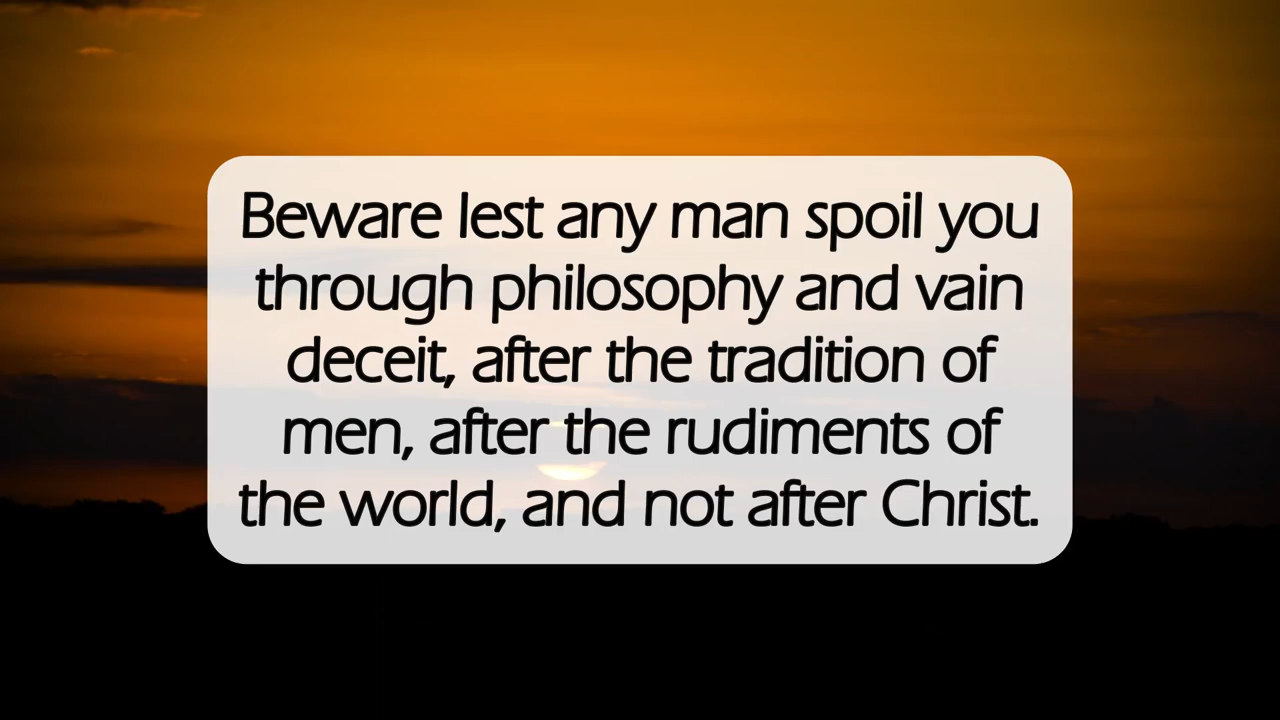 Beware lest any man spoil you
through philosophy and vain
deceit, after the tradition of
men, after the rudiments of
the world, and not after Christ.